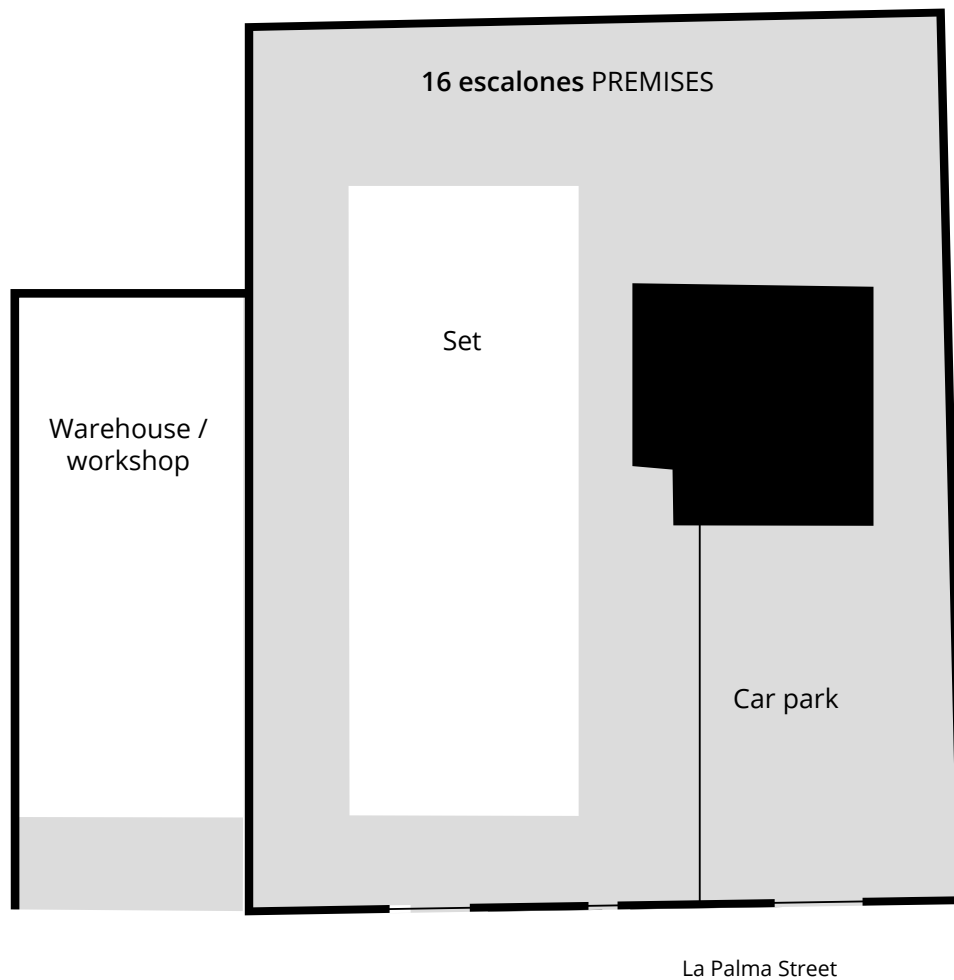 16 escalones PREMISES
Set
Warehouse /
workshop
Car park
La Palma Street